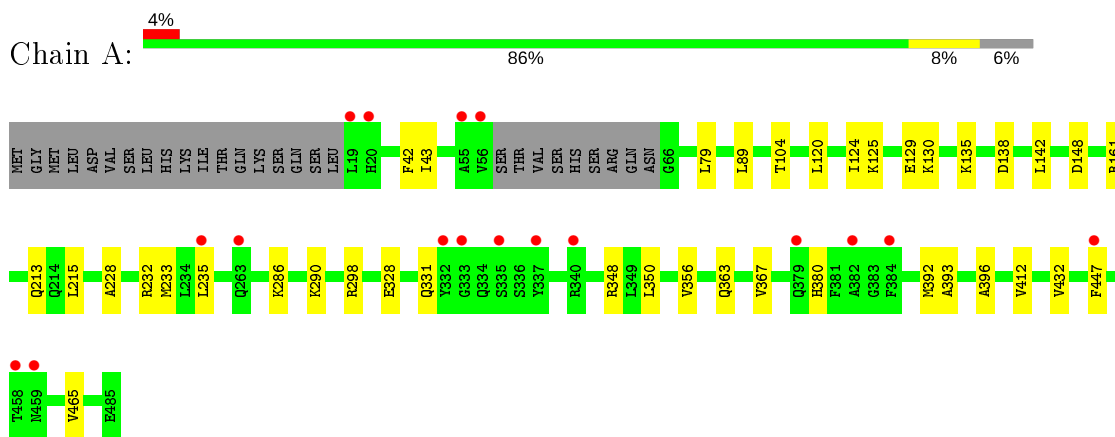 4%
Chain A:
86% 8% 6%
MET GLY MET LEU ASP VAL SER LEU HIS LYS ILE THR GLN LYS SER GLN SER LEU L19 H20 F42 I43 A55 V56 SER THR VAL SER HIS SER ARG GLN ASN G66 L79 L89 T104 L120 I124 K125 E129 K130 K135 D138 L142 D148
Q213 Q214 L215 A228 R232 M233 L234 L235 Q263 K286 K290 R298 E328 Q331 Y332 G333 Q334 S335 S336 Y337 R340 R348 L349 L350 V356 Q363 V367 Q379 H380 F381 A382 G383 F384 M392 A393 A396 V412 V432 F447
T458 N459 V465 E485